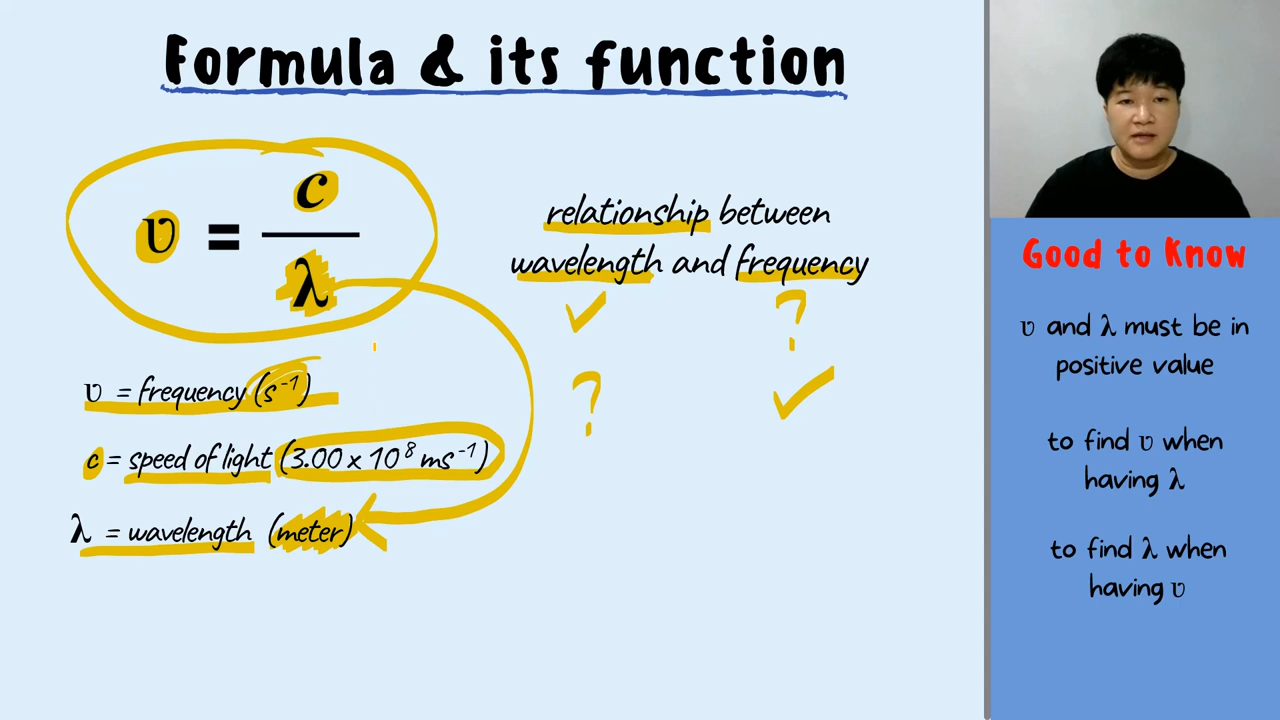 Formula & its function
υ = c / λ
relationship between
wavelength and frequency
? 
?
υ = frequency (s⁻¹)
c = speed of light (3.00 x 10⁸ ms⁻¹)
λ = wavelength (meter)
Good to Know
υ and λ must be in
positive value
to find υ when
having λ
to find λ when
having υ